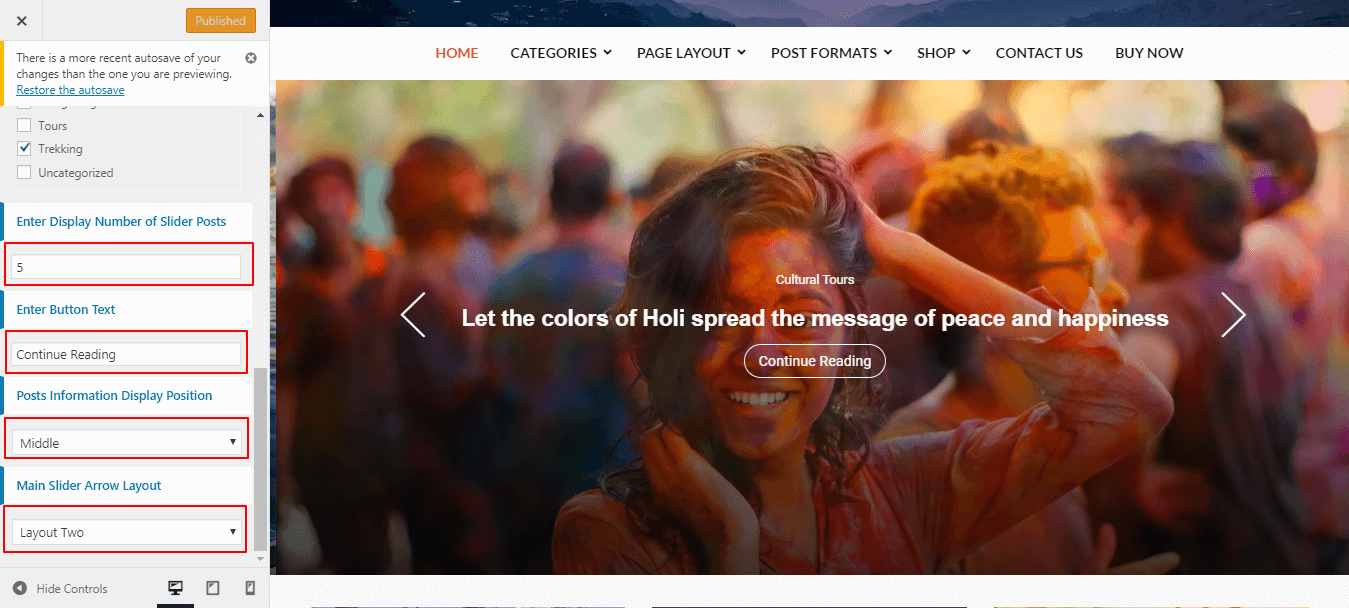 Published
There is a more recent autosave of your
changes than the one you are previewing.
Restore the autosave
Tours
Trekking
Uncategorized
Enter Display Number of Slider Posts
5
Enter Button Text
Continue Reading
Posts Information Display Position
Middle
Main Slider Arrow Layout
Layout Two
Hide Controls
HOME CATEGORIES PAGE LAYOUT POST FORMATS SHOP CONTACT US BUY NOW
Cultural Tours
Let the colors of Holi spread the message of peace and happiness
Continue Reading